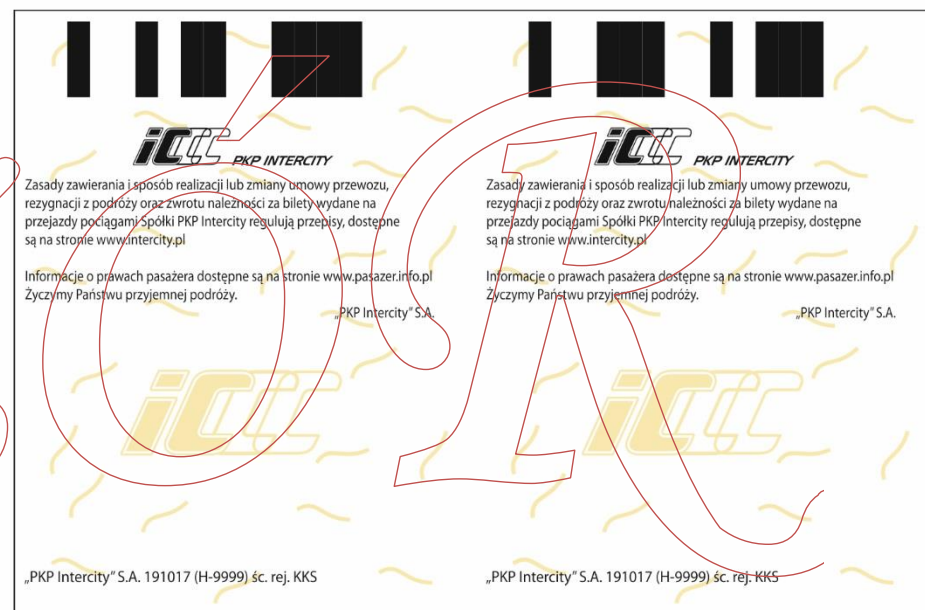 iCCC PKP INTERCITY
Zasady zawierania i sposób realizacji lub zmiany umowy przewozu,
rezygnacji z podróży oraz zwrotu należności za bilety wydane na
przejazdy pociągami Spółki PKP Intercity regulują przepisy, dostępne
są na stronie www.intercity.pl
Informacje o prawach pasażera dostępne są na stronie www.pasazer.info.pl
Życzymy Państwu przyjemnej podróży.
„PKP Intercity” S.A.
iCCC
„PKP Intercity” S.A. 191017 (H-9999) śc. rej. KKS
iCCC PKP INTERCITY
Zasady zawierania i sposób realizacji lub zmiany umowy przewozu,
rezygnacji z podróży oraz zwrotu należności za bilety wydane na
przejazdy pociągami Spółki PKP Intercity regulują przepisy, dostępne
są na stronie www.intercity.pl
Informacje o prawach pasażera dostępne są na stronie www.pasazer.info.pl
Życzymy Państwu przyjemnej podróży.
„PKP Intercity” S.A.
iCCC
„PKP Intercity” S.A. 191017 (H-9999) śc. rej. KKS
ÓR